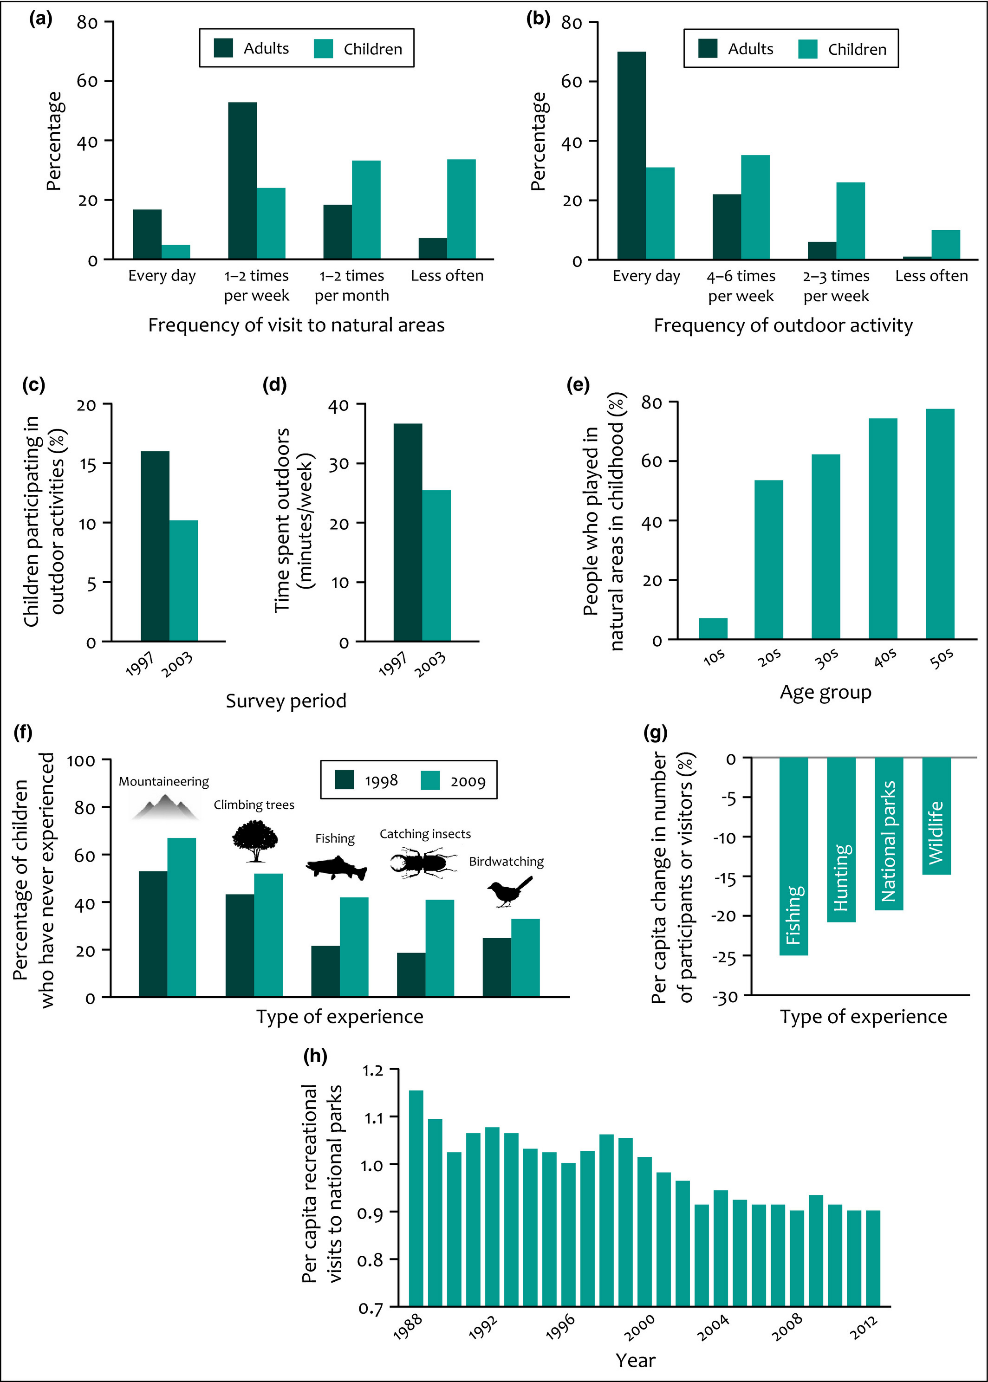 (a)
80
60
40
20
0
Percentage
Adults
Children
Every day
1–2 times
per week
1–2 times
per month
Less often
Frequency of visit to natural areas
(b)
80
60
40
20
0
Percentage
Adults
Children
Every day
4–6 times
per week
2–3 times
per week
Less often
Frequency of outdoor activity
(c)
20
15
10
5
0
Children participating in
outdoor activities (%)
1997
2003
(d)
40
30
20
10
0
Time spent outdoors
(minutes/week)
1997
2003
Survey period
(e)
80
60
40
20
0
People who played in
natural areas in childhood (%)
10s
20s
30s
40s
50s
Age group
(f)
100
80
60
40
20
0
Percentage of children
who have never experienced
1998
2009
Mountaineering
Climbing trees
Fishing
Catching insects
Birdwatching
Type of experience
(g)
0
-5
-10
-15
-20
-25
-30
Per capita change in number
of participants or visitors (%)
Fishing
Hunting
National parks
Wildlife
Type of experience
(h)
1.2
1.1
1.0
0.9
0.8
0.7
Per capita recreational
visits to national parks
1988
1992
1996
2000
2004
2008
2012
Year